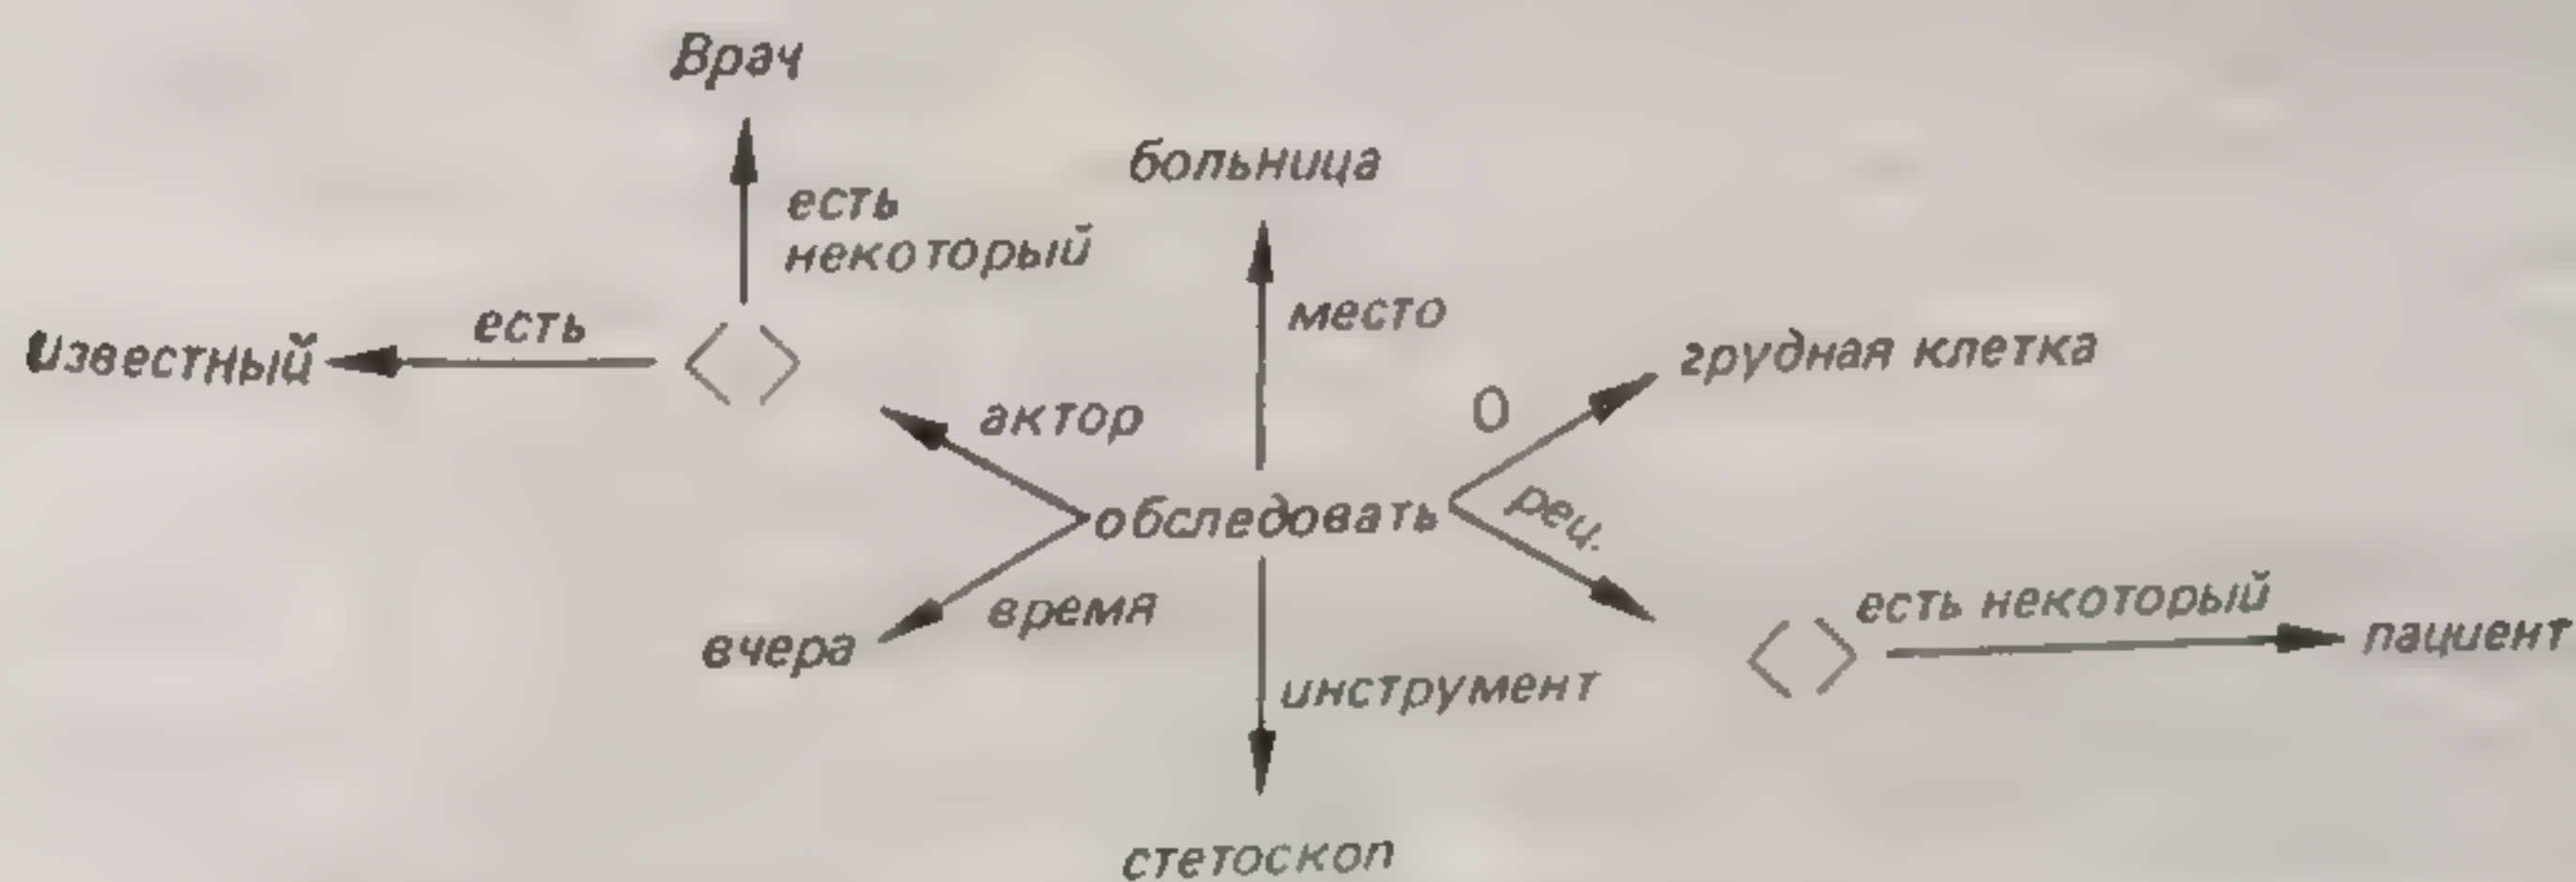 Врач
больница
есть
некоторый
известный
есть
место
грудная клетка
актор
О
обследовать
рец.
вчера
время
есть некоторый
пациент
инструмент
стетоскоп